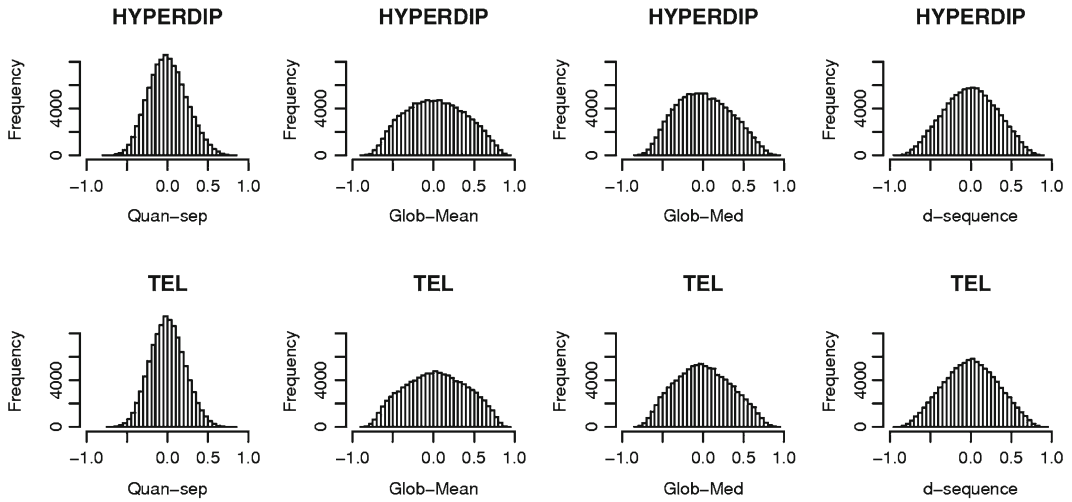 HYPERDIP HYPERDIP HYPERDIP HYPERDIP
Frequency Frequency Frequency Frequency
4000 4000 4000 4000
0 0 0 0
−1.0 0.0 0.5 1.0 −1.0 0.0 0.5 1.0 −1.0 0.0 0.5 1.0 −1.0 0.0 0.5 1.0
Quan−sep Glob−Mean Glob−Med d−sequence
TEL TEL TEL TEL
Frequency Frequency Frequency Frequency
4000 4000 4000 4000
0 0 0 0
−1.0 0.0 0.5 1.0 −1.0 0.0 0.5 1.0 −1.0 0.0 0.5 1.0 −1.0 0.0 0.5 1.0
Quan−sep Glob−Mean Glob−Med d−sequence